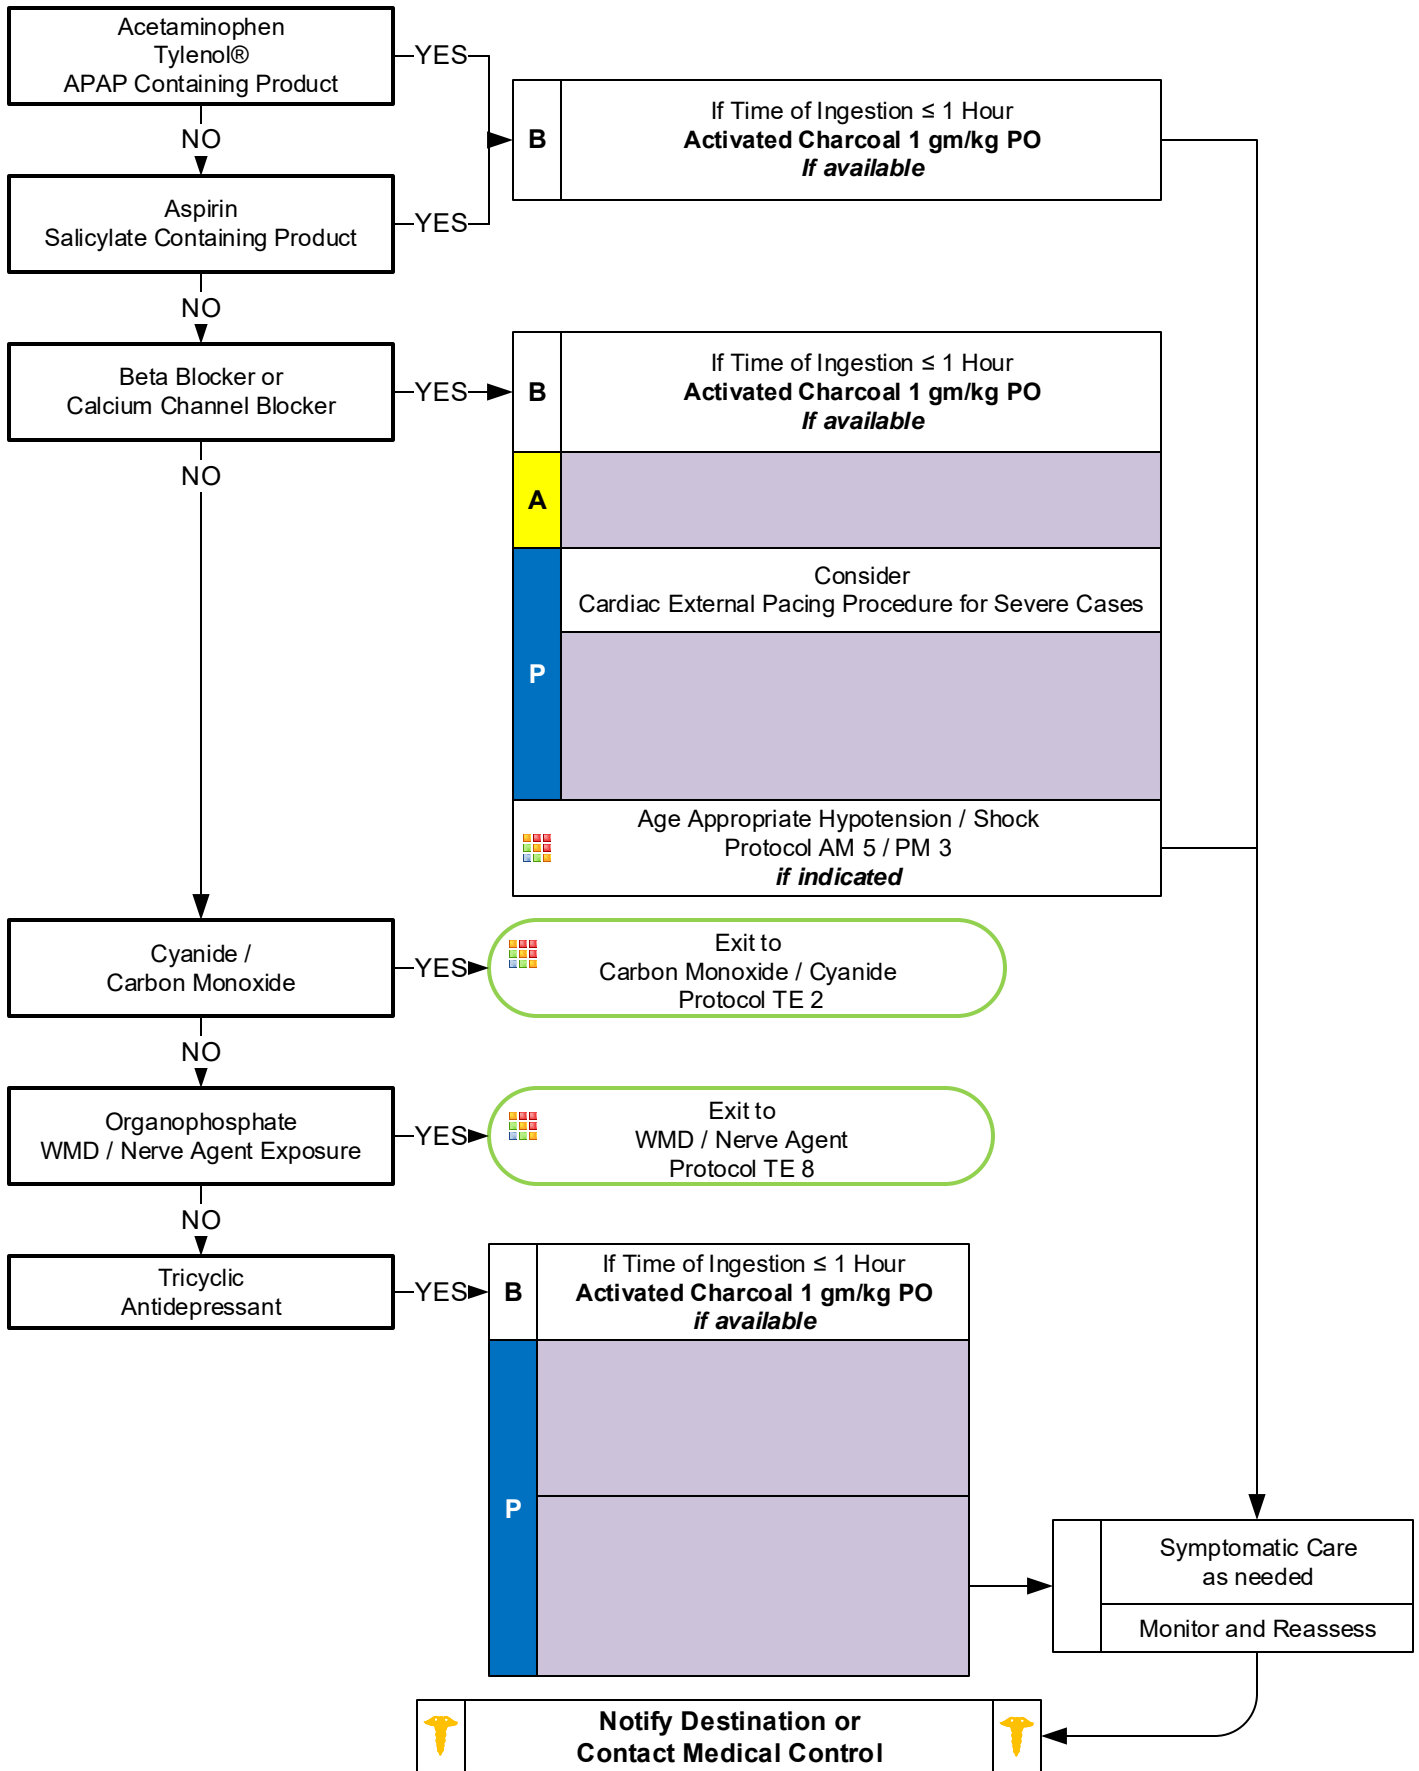 Acetaminophen
Tylenol®
APAP Containing Product
YES
NO
B
If Time of Ingestion ≤ 1 Hour
Activated Charcoal 1 gm/kg PO
If available
Aspirin
Salicylate Containing Product
YES
NO
Beta Blocker or
Calcium Channel Blocker
YES
NO
B
If Time of Ingestion ≤ 1 Hour
Activated Charcoal 1 gm/kg PO
If available
A
P
Consider
Cardiac External Pacing Procedure for Severe Cases
Age Appropriate Hypotension / Shock
Protocol AM 5 / PM 3
if indicated
Cyanide /
Carbon Monoxide
YES
NO
Exit to
Carbon Monoxide / Cyanide
Protocol TE 2
Organophosphate
WMD / Nerve Agent Exposure
YES
NO
Exit to
WMD / Nerve Agent
Protocol TE 8
Tricyclic
Antidepressant
YES
B
If Time of Ingestion ≤ 1 Hour
Activated Charcoal 1 gm/kg PO
if available
P
Symptomatic Care
as needed
Monitor and Reassess
Notify Destination or
Contact Medical Control